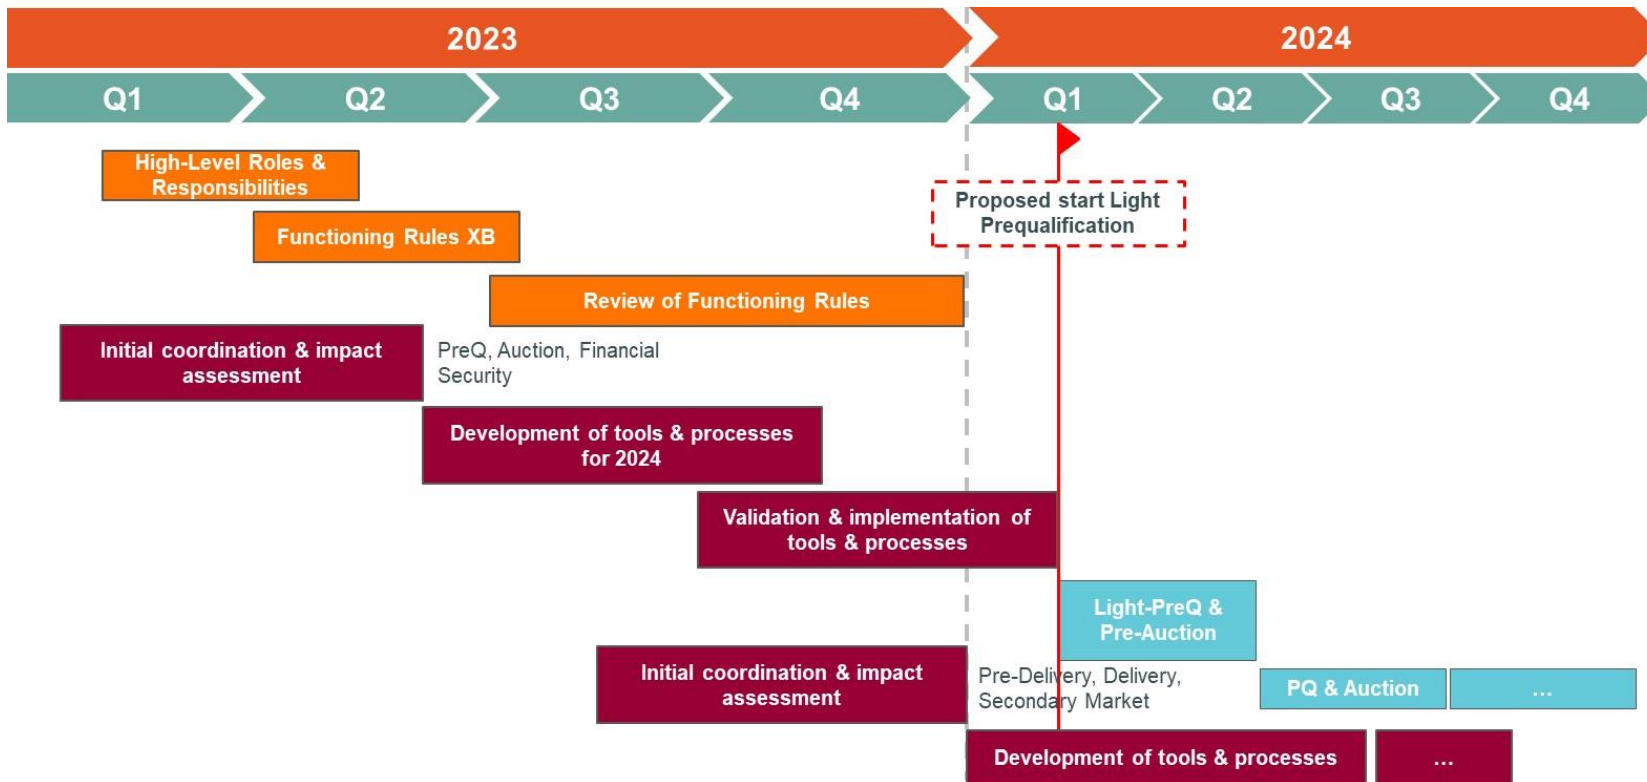 2023
2024
Q1
Q2
Q3
Q4
Q1
Q2
Q3
Q4
High-Level Roles &
Responsibilities
Proposed start Light
Prequalification
Functioning Rules XB
Review of Functioning Rules
Initial coordination & impact
assessment
PreQ, Auction, Financial
Security
Development of tools & processes
for 2024
Validation & implementation of
tools & processes
Light-PreQ &
Pre-Auction
Initial coordination & impact
assessment
Pre-Delivery, Delivery,
Secondary Market
PQ & Auction
...
Development of tools & processes
...